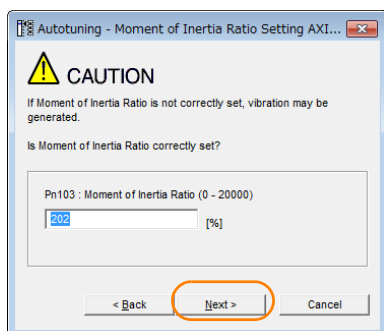 Autotuning - Moment of Inertia Ratio Setting AXI...
CAUTION
If Moment of Inertia Ratio is not correctly set, vibration may be
generated.
Is Moment of Inertia Ratio correctly set?
Pn103 : Moment of Inertia Ratio (0 - 20000)
202 [%]
< Back Next > Cancel